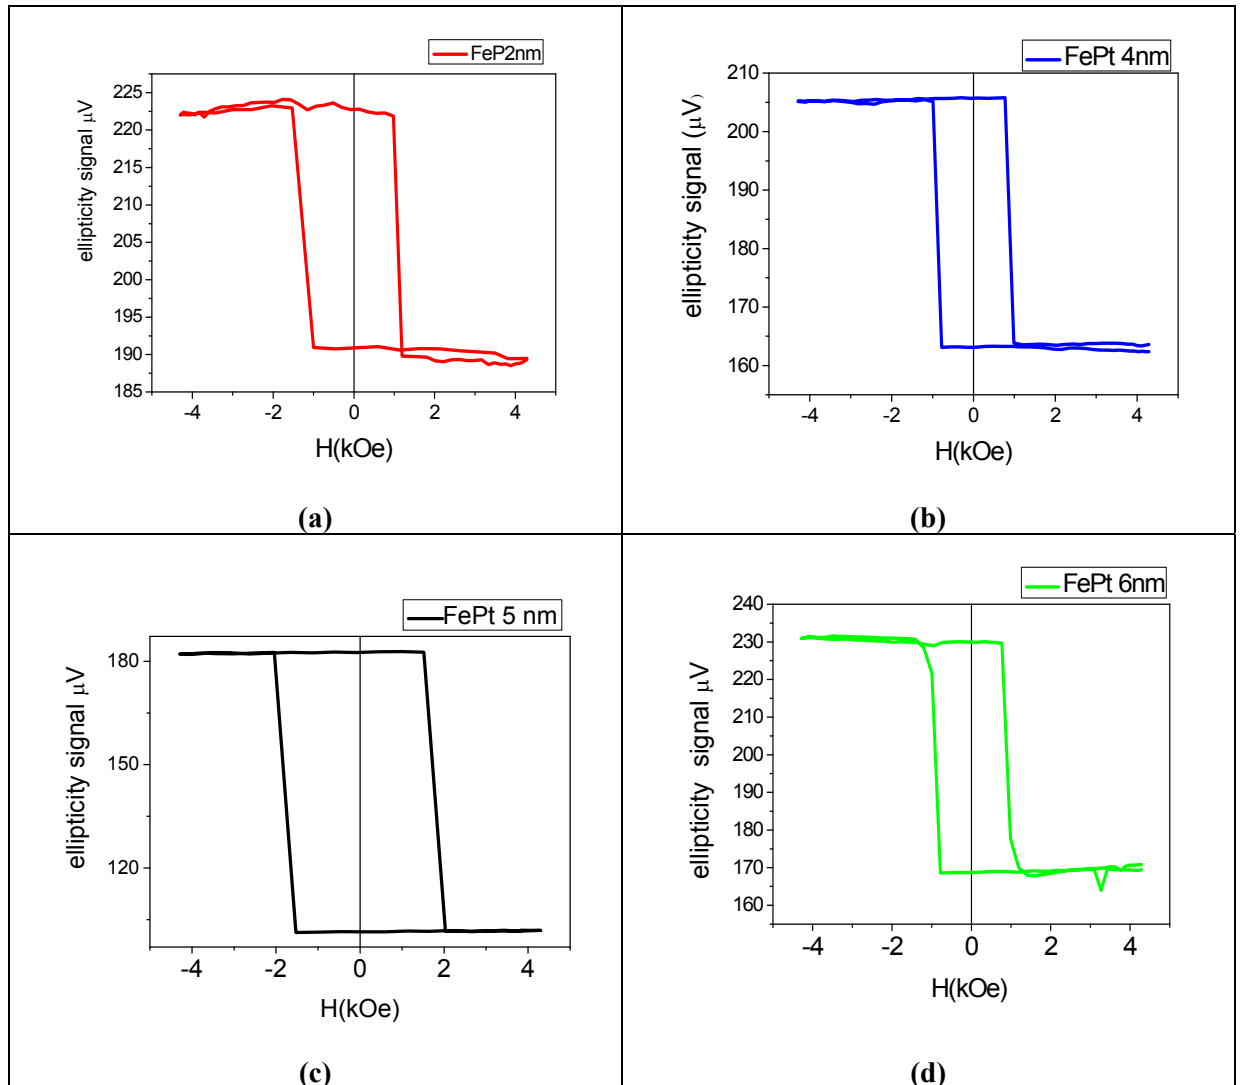 FeP2nm
225
220
215
210
205
200
195
190
185
ellipticity signal μV
-4 -2 0 2 4
H(kOe)
(a)
FePt 4nm
210
200
190
180
170
160
ellipticity signal (μV)
-4 -2 0 2 4
H(kOe)
(b)
FePt 5 nm
180
150
120
ellipticity signal μV
-4 -2 0 2 4
H(kOe)
(c)
FePt 6nm
240
230
220
210
200
190
180
170
160
ellipticity signal μV
-4 -2 0 2 4
H(kOe)
(d)